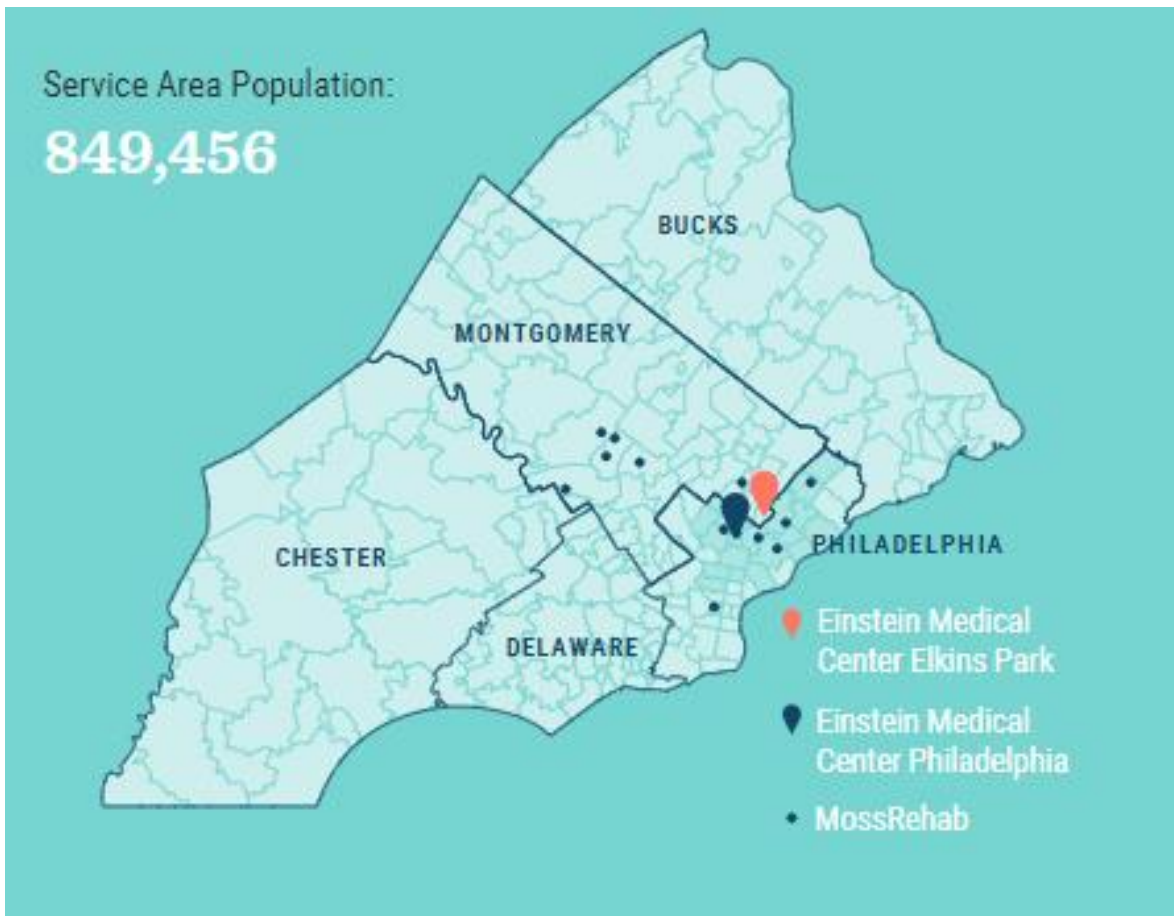 Service Area Population:
849,456
BUCKS
MONTGOMERY
CHESTER
PHILADELPHIA
DELAWARE
Einstein Medical
Center Elkins Park
Einstein Medical
Center Philadelphia
MossRehab